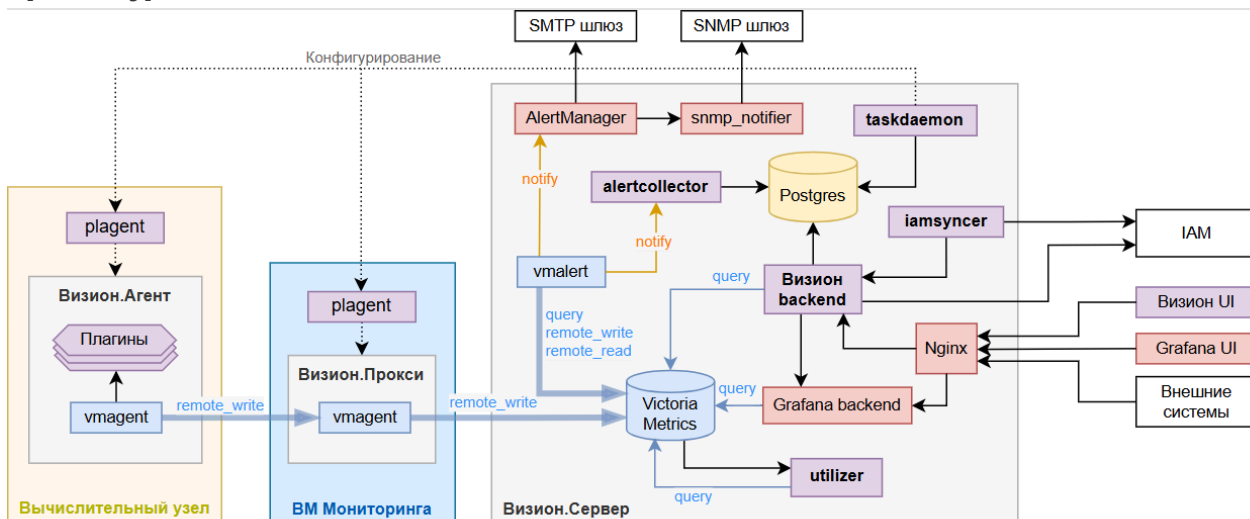 SMTP шлюз
SNMP шлюз
Конфигурирование
AlertManager
snmp_notifier
taskdaemon
notify
alertcollector
Postgres
plagent
iamsyncer
IAM
notify
vmalert
Визион
backend
query
Визион.Агент
plagent
query
remote_write
remote_read
Визион UI
Плагины
Nginx
Grafana UI
Визион.Прокси
query
Victoria
Metrics
Grafana backend
Внешние
системы
vmagent
remote_write
vmagent
remote_write
utilizer
query
Вычислительный узел
ВМ Мониторинга
Визион.Сервер